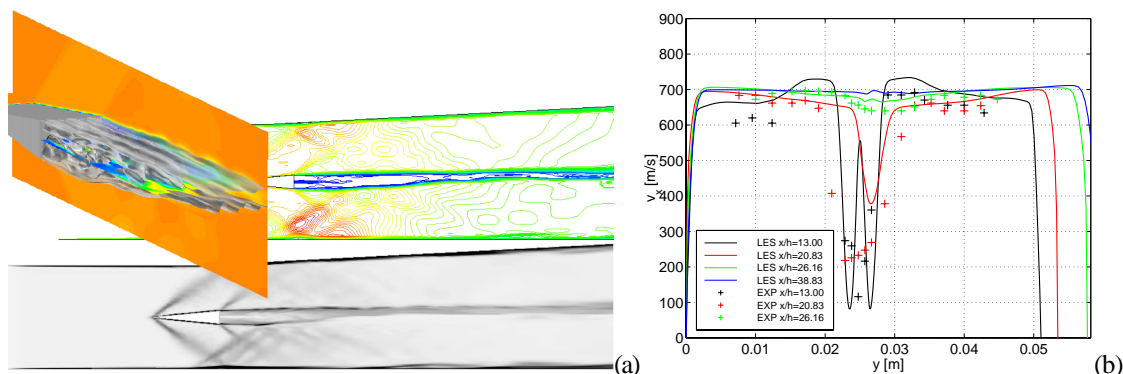 900
800
700
600
500
400
300
200
100
0
v_x [m/s]
LES x/h=13.00
LES x/h=20.83
LES x/h=26.16
LES x/h=38.83
EXP x/h=13.00
EXP x/h=20.83
EXP x/h=26.16
0 0.01 0.02 0.03 0.04 0.05
y [m]
(a)
(b)